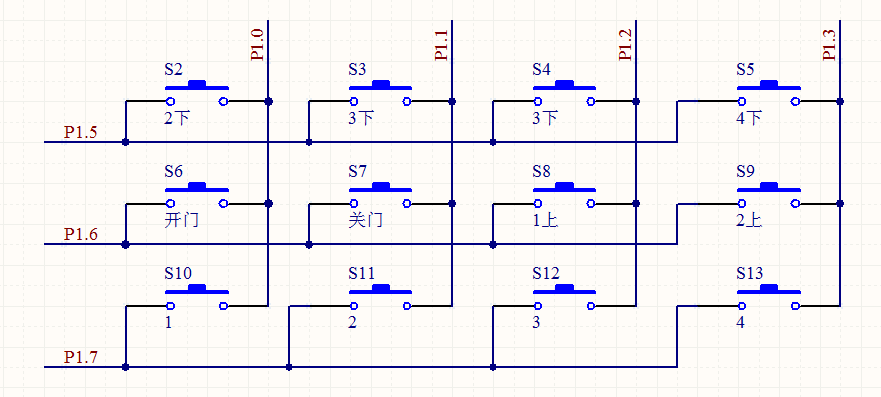 P1.0 P1.1 P1.2 P1.3
S2 S3 S4 S5
2下 3下 3下 4下
P1.5
S6 S7 S8 S9
开门 关门 1上 2上
P1.6
S10 S11 S12 S13
1 2 3 4
P1.7